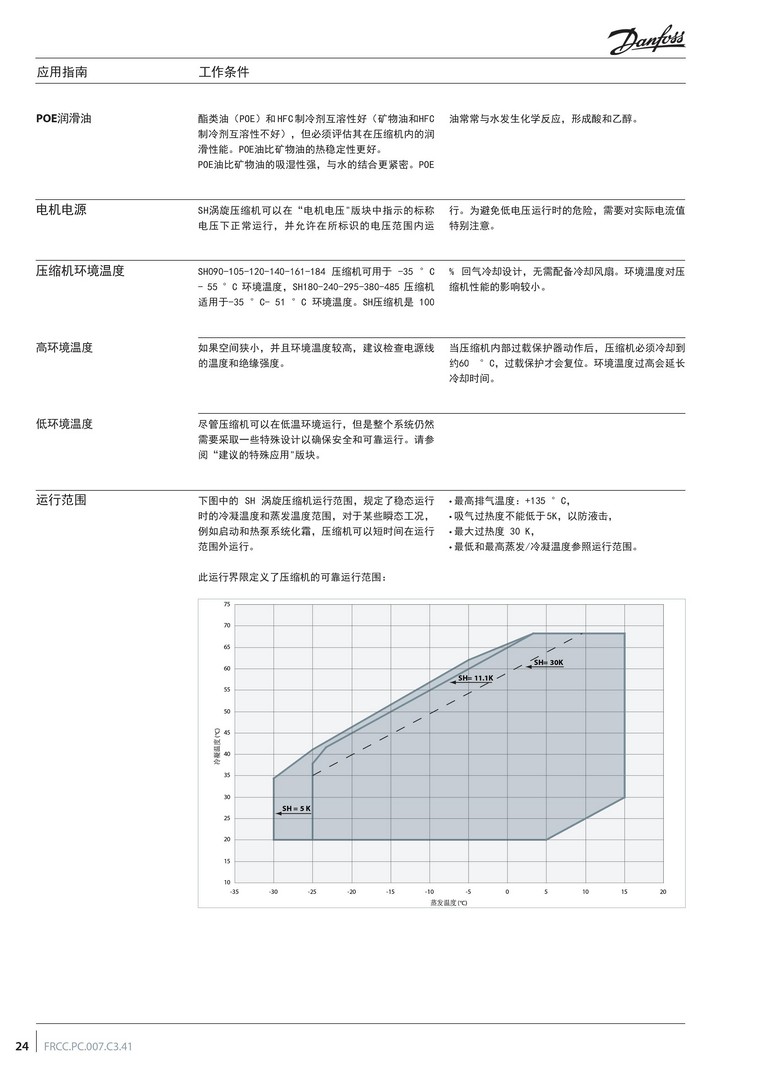 Danfoss
应用指南
工作条件
POE润滑油
酯类油（POE）和HFC制冷剂互溶性好（矿物油和HFC
制冷剂互溶性不好），但必须评估其在压缩机内的润
滑性能。POE油比矿物油的热稳定性更好。
POE油比矿物油的吸湿性强，与水的结合更紧密。POE
油常常与水发生化学反应，形成酸和乙醇。
电机电源
SH涡旋压缩机可以在“电机电压"版块中指示的标称
电压下正常运行，并允许在所标识的电压范围内运
行。为避免低电压运行时的危险，需要对实际电流值
特别注意。
压缩机环境温度
SH090-105-120-140-161-184 压缩机可用于 -35 ° C
- 55 ° C 环境温度，SH180-240-295-380-485 压缩机
适用于-35 ° C- 51 ° C 环境温度。SH压缩机是 100
% 回气冷却设计，无需配备冷却风扇。环境温度对压
缩机性能的影响较小。
高环境温度
如果空间狭小，并且环境温度较高，建议检查电源线
的温度和绝缘强度。
当压缩机内部过载保护器动作后，压缩机必须冷却到
约60 ° C，过载保护才会复位。环境温度过高会延长
冷却时间。
低环境温度
尽管压缩机可以在低温环境运行，但是整个系统仍然
需要采取一些特殊设计以确保安全和可靠运行。请参
阅“建议的特殊应用"版块。
运行范围
下图中的 SH 涡旋压缩机运行范围，规定了稳态运行
时的冷凝温度和蒸发温度范围，对于某些瞬态工况，
例如启动和热泵系统化霜，压缩机可以短时间在运行
范围外运行。
• 最高排气温度：+135 ° C，
• 吸气过热度不能低于5K，以防液击，
• 最大过热度 30 K，
• 最低和最高蒸发/冷凝温度参照运行范围。
此运行界限定义了压缩机的可靠运行范围：
75
70
65
60
55
50
45
40
35
30
25
20
15
10
冷凝温度(℃)
SH= 30K
SH= 11.1K
SH = 5 K
-35 -30 -25 -20 -15 -10 -5 0 5 10 15 20
蒸发温度(℃)
24 FRCC.PC.007.C3.41